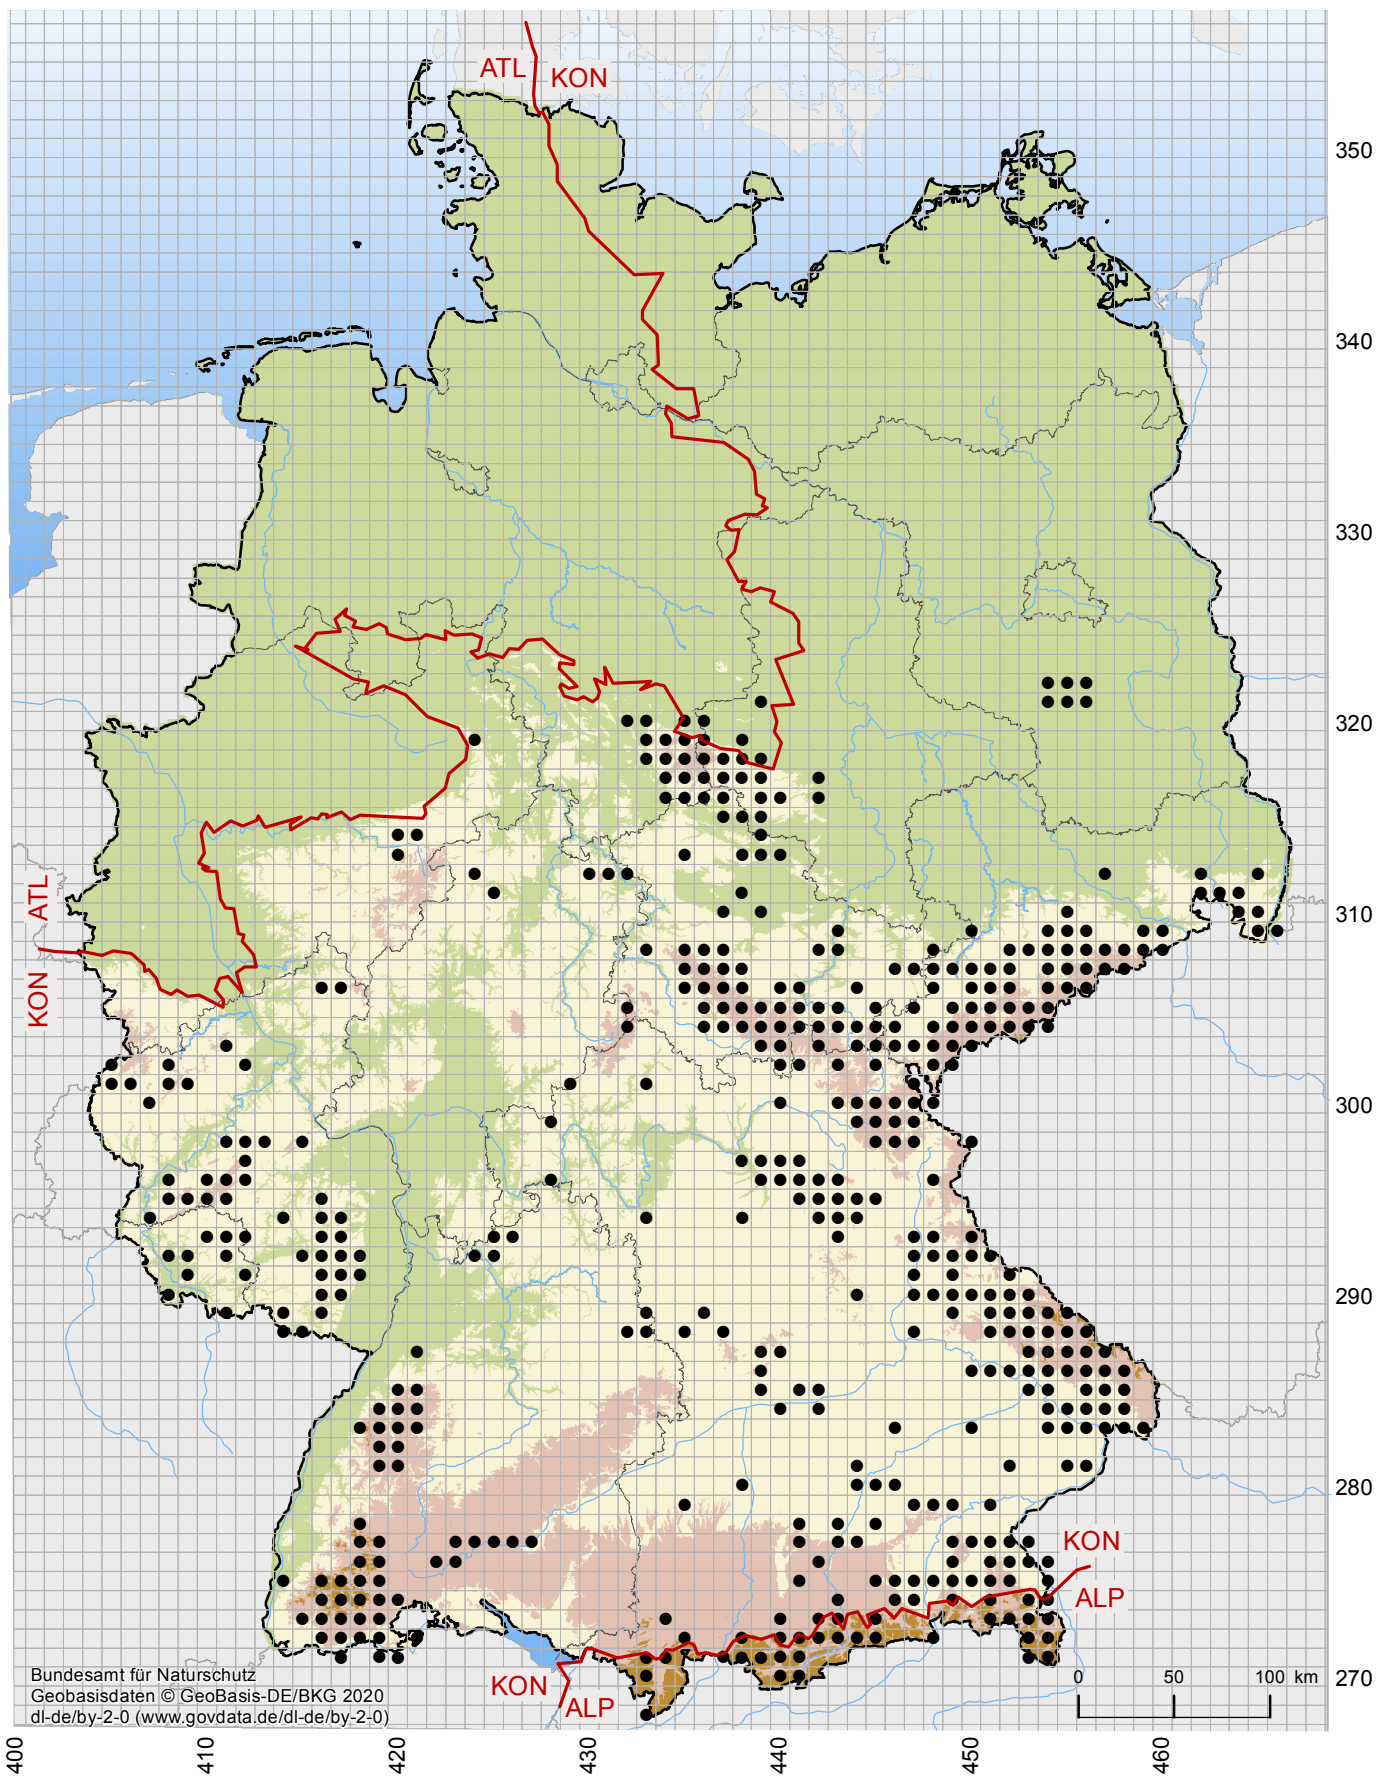 ATL
KON
350
340
330
320
310
300
290
280
270
ATL
KON
KON
ALP
KON
ALP
Bundesamt für Naturschutz
Geobasisdaten © GeoBasis-DE/BKG 2020
dl-de/by-2-0 (www.govdata.de/dl-de/by-2-0)
0 50 100 km
400 410 420 430 440 450 460